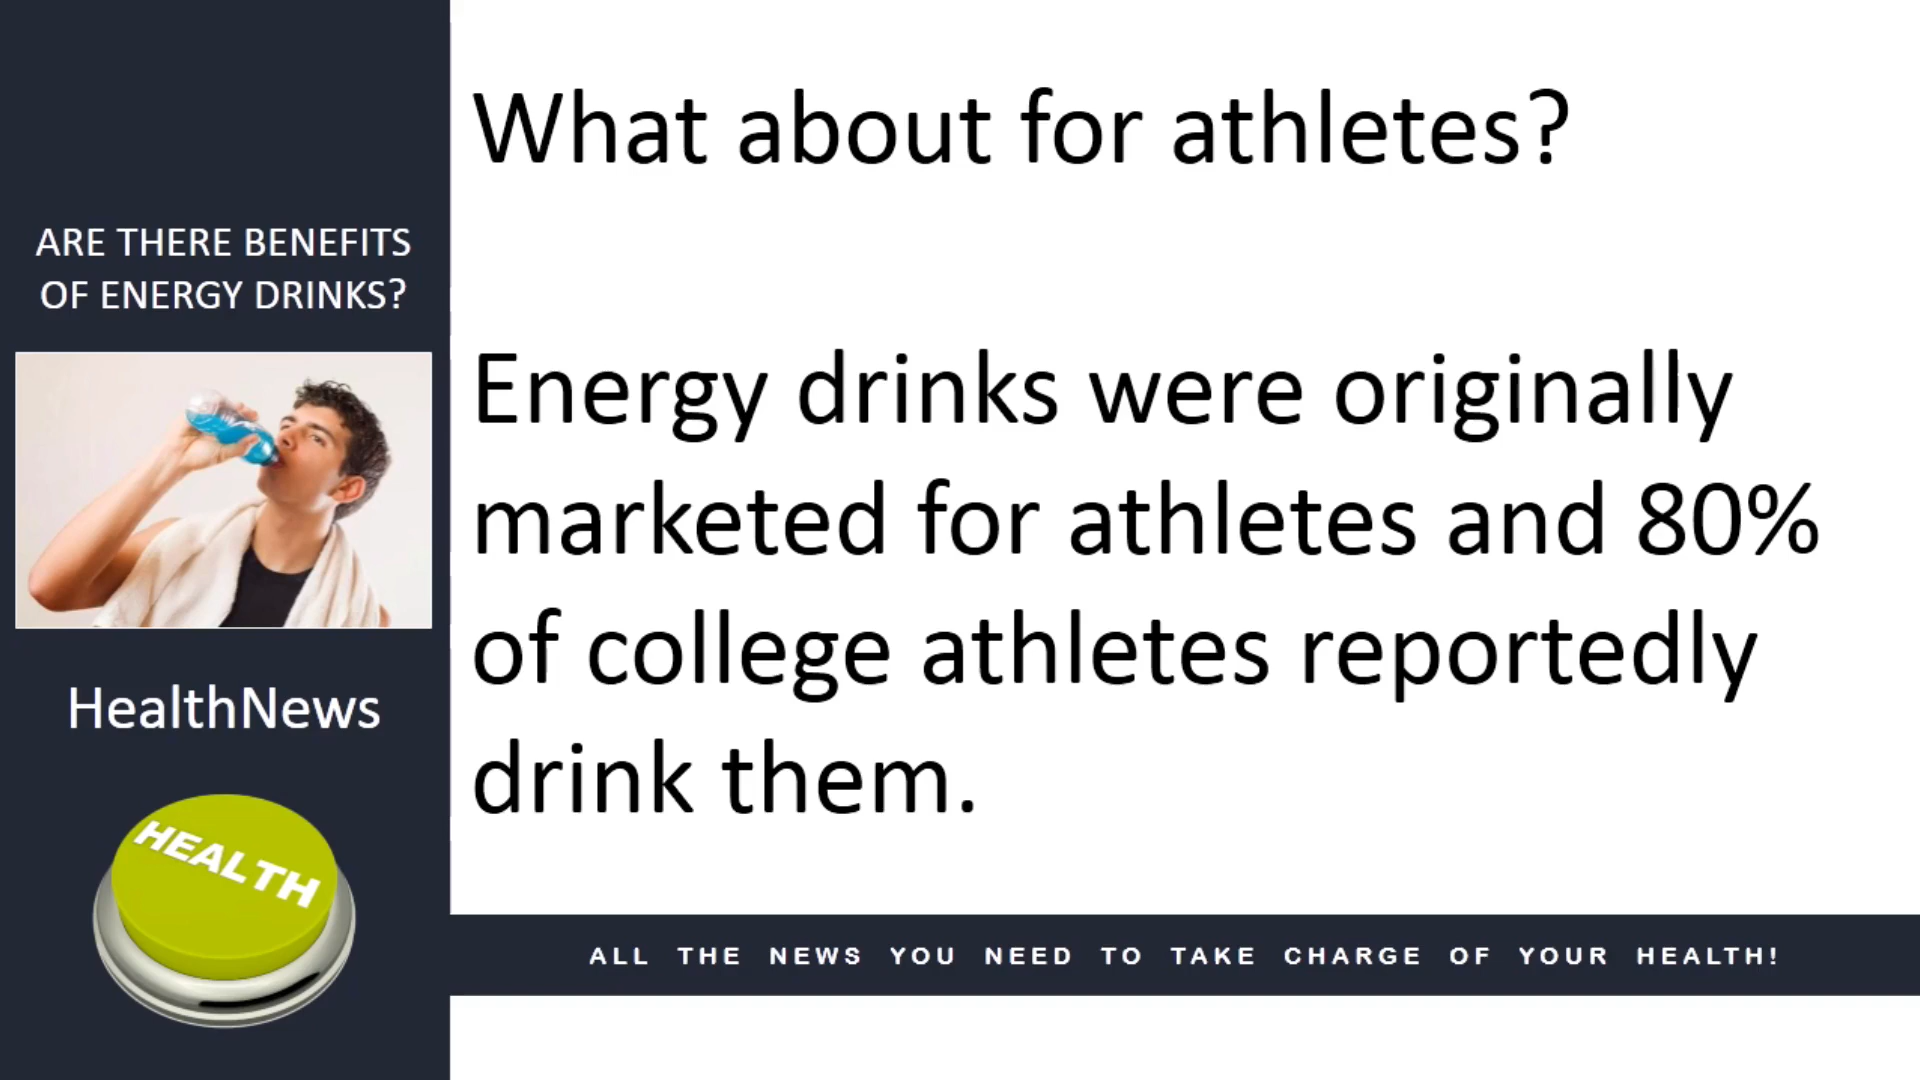 ARE THERE BENEFITS
OF ENERGY DRINKS?
HealthNews
HEALTH
What about for athletes?
Energy drinks were originally
marketed for athletes and 80%
of college athletes reportedly
drink them.
ALL THE NEWS YOU NEED TO TAKE CHARGE OF YOUR HEALTH!